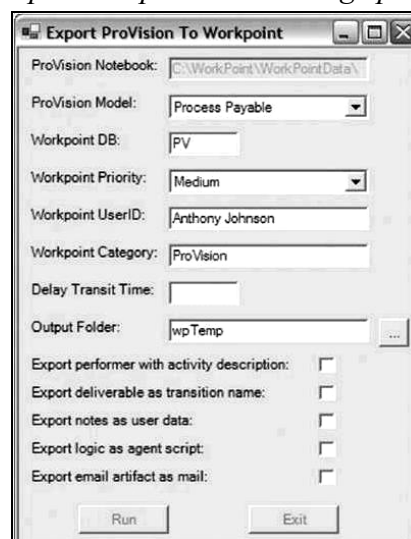 Export ProVision To Workpoint
ProVision Notebook: C:\WorkPoint\WorkPointData\
ProVision Model: Process Payable
Workpoint DB: PV
Workpoint Priority: Medium
Workpoint UserID: Anthony Johnson
Workpoint Category: ProVision
Delay Transit Time:
Output Folder: wpTemp ...
Export performer with activity description:
Export deliverable as transition name:
Export notes as user data:
Export logic as agent script:
Export email artifact as mail:
Run Exit